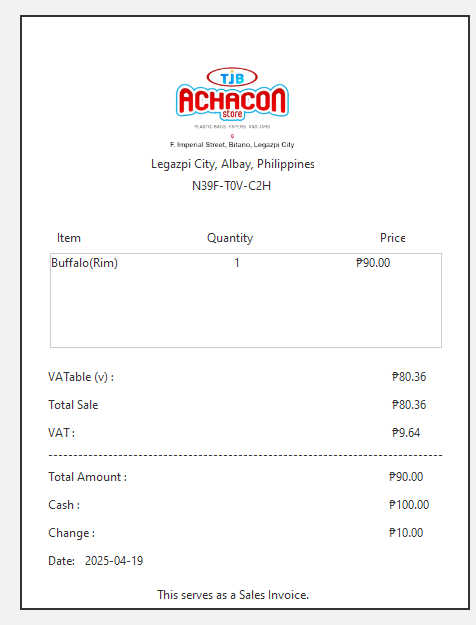 TJB
ACHACON
store
PLASTIC BAGS, PAPERS, AND JARS
F. Imperial Street, Bitano, Legazpi City
Legazpi City, Albay, Philippines
N39F-T0V-C2H
Item Quantity Price
Buffalo(Rim) 1 ₱90.00
VATable (v) : ₱80.36
Total Sale ₱80.36
VAT : ₱9.64
Total Amount : ₱90.00
Cash : ₱100.00
Change : ₱10.00
Date: 2025-04-19
This serves as a Sales Invoice.